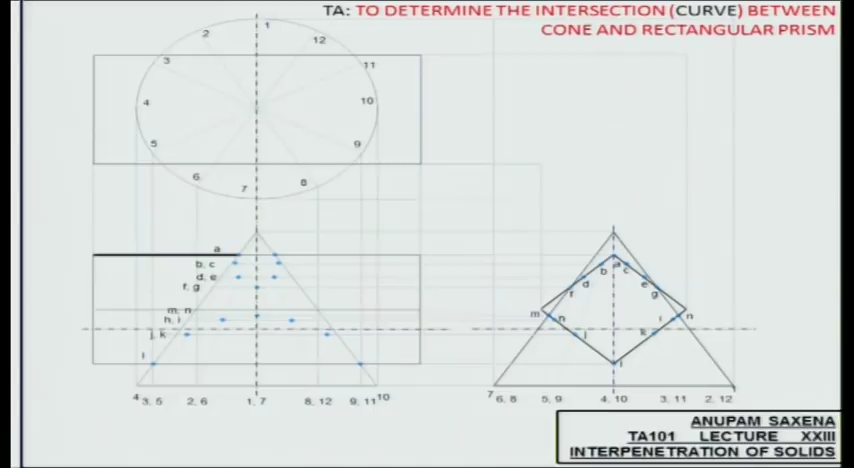 TA: TO DETERMINE THE INTERSECTION (CURVE) BETWEEN
CONE AND RECTANGULAR PRISM
1
2
12
3
11
4
10
5
9
6
8
7
a
b, c
d, e
f, g
m, n
h, i
j, k
l
a
b
c
d
e
f
g
m
h
i
n
j
k
l
4
3, 5
2, 6
1, 7
8, 12
9, 11
10
7
6, 8
5, 9
4, 10
3, 11
2, 12
ANUPAM SAXENA
TA101 LECTURE XXIII
INTERPENETRATION OF SOLIDS